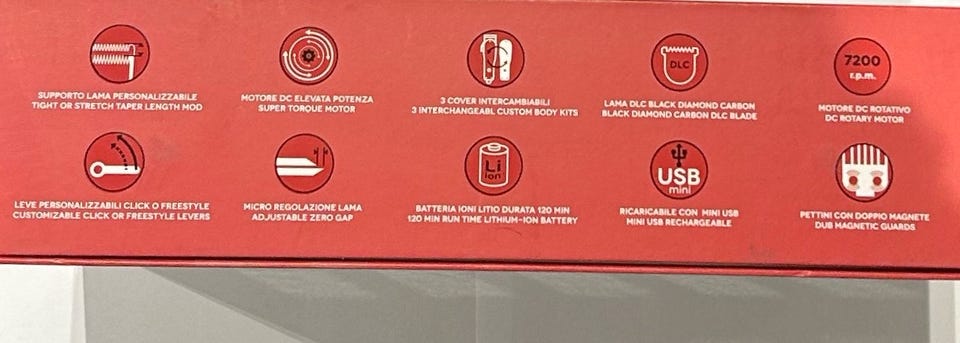 SUPPORTO LAMA PERSONALIZZABILE
TIGHT OR STRETCH TAPER LENGTH MOD
MOTORE DC ELEVATA POTENZA
SUPER TORQUE MOTOR
3 COVER INTERCAMBIABILI
3 INTERCHANGEABL CUSTOM BODY KITS
DLC
LAMA DLC BLACK DIAMOND CARBON
BLACK DIAMOND CARBON DLC BLADE
7200
r.p.m.
MOTORE DC ROTATIVO
DC ROTARY MOTOR
LEVE PERSONALIZZABILI CLICK O FREESTYLE
CUSTOMIZABLE CLICK OR FREESTYLE LEVERS
MICRO REGOLAZIONE LAMA
ADJUSTABLE ZERO GAP
Li
ion
BATTERIA IONI LITIO DURATA 120 MIN
120 MIN RUN TIME LITHIUM-ION BATTERY
USB
mini
RICARICABILE CON MINI USB
MINI USB RECHARGEABLE
PETTINI CON DOPPIO MAGNETE
DUB MAGNETIC GUARDS